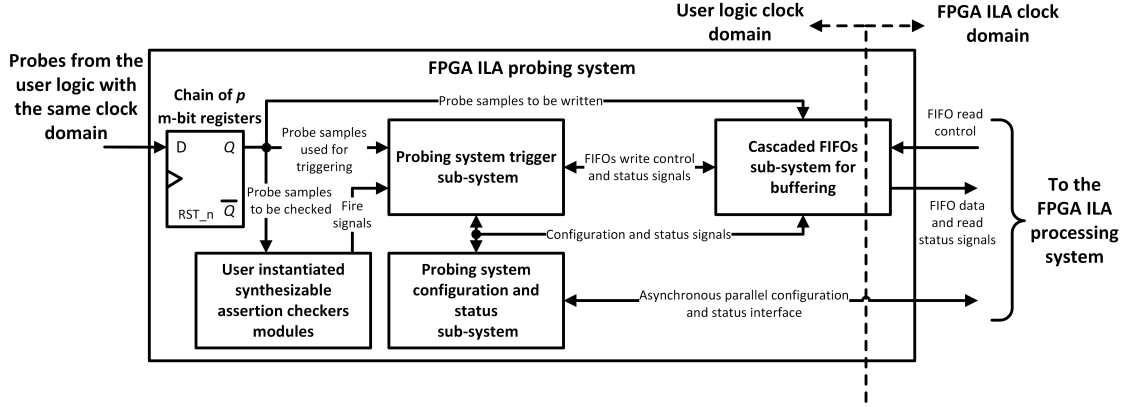 User logic clock
domain
FPGA ILA clock
domain
Probes from the
user logic with
the same clock
domain
FPGA ILA probing system
Chain of p
m-bit registers
D
Q
RST_n
Q
Probe samples to be written
Probe samples
used for
triggering
Probe samples
to be checked
Fire
signals
Probing system trigger
sub-system
FIFOs write control
and status signals
Cascaded FIFOs
sub-system for
buffering
FIFO read
control
FIFO data
and read
status signals
To the
FPGA ILA
processing
system
Configuration and status signals
User instantiated
synthesizable
assertion checkers
modules
Probing system
configuration and
status
sub-system
Asynchronous parallel configuration
and status interface